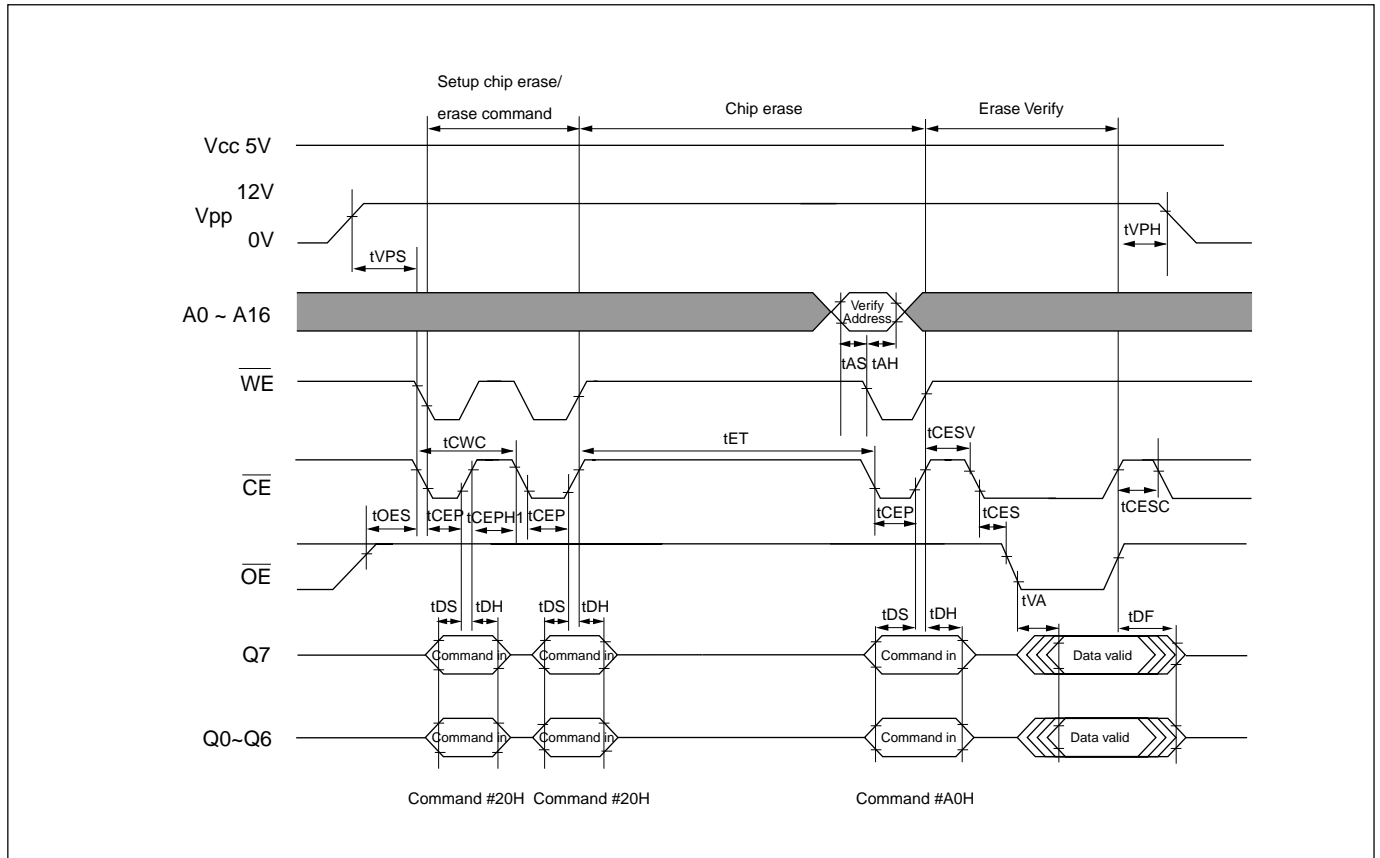 Setup chip erase/
erase command
Chip erase
Erase Verify
Vcc 5V
12V
Vpp
0V
tVPS
tVPH
A0 ~ A16
Verify
Address
tAS
tAH
WE
tCWC
tET
tCESV
CE
tOES
tCEP
tCEPH1
tCEP
tCEP
tCES
tCESC
OE
tVA
tDS
tDH
tDS
tDH
tDS
tDH
tDF
Q7
Command in
Command in
Command in
Data valid
Q0~Q6
Command in
Command in
Command in
Data valid
Command #20H
Command #20H
Command #A0H